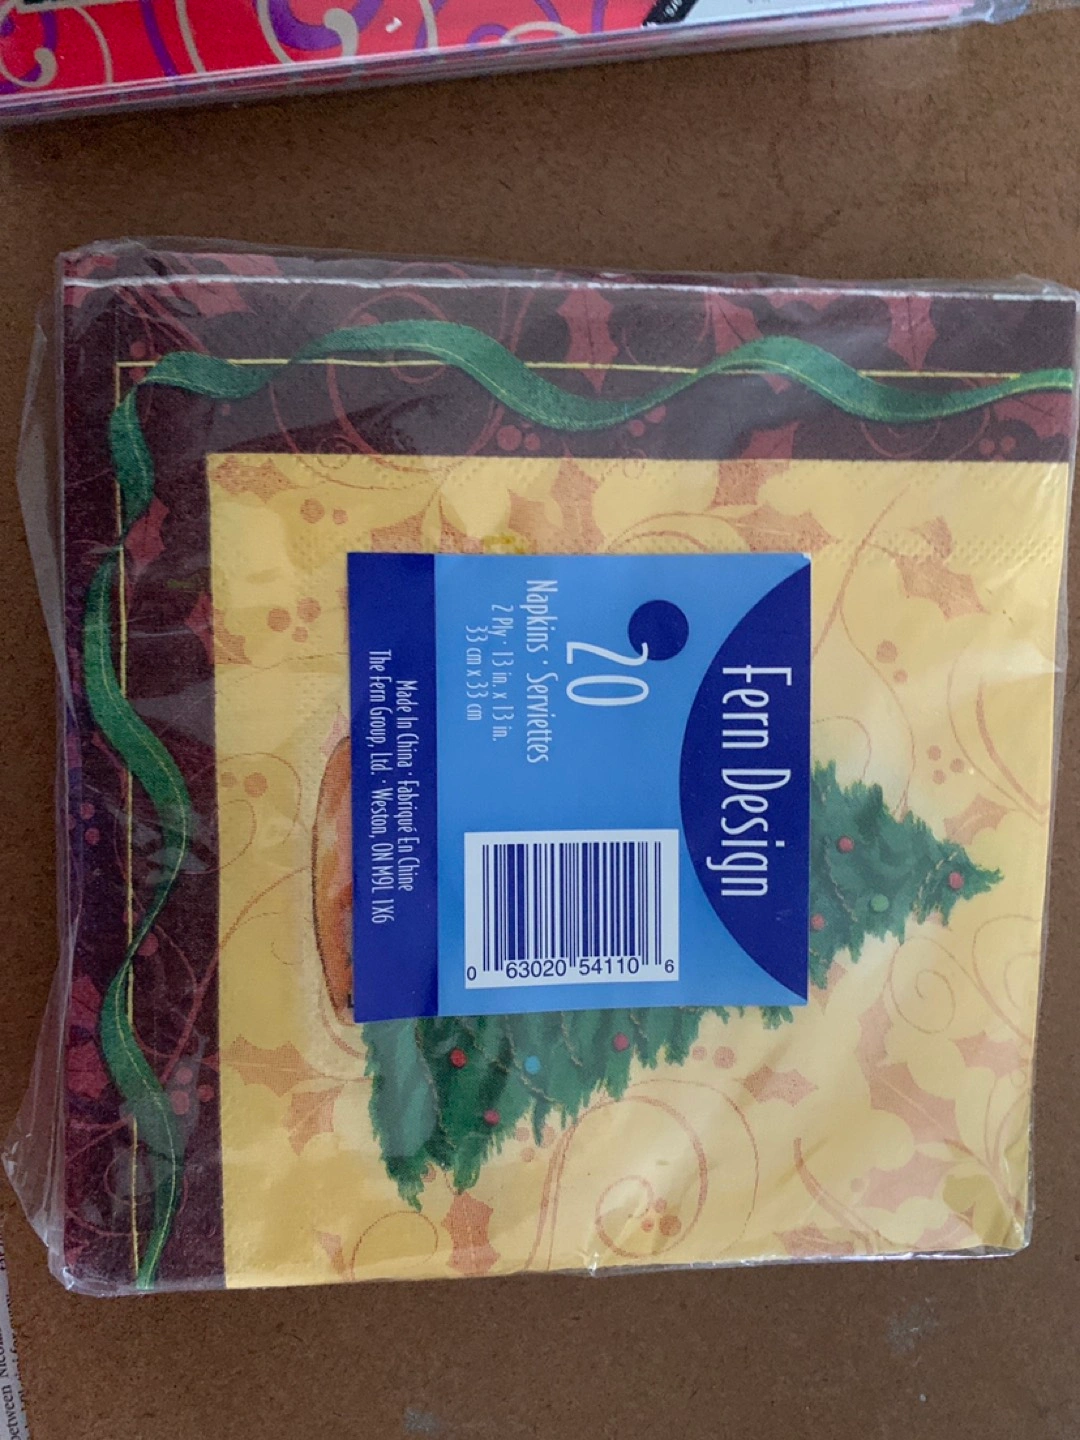 Fern Design
20
Napkins • Serviettes
2 Ply • 13 in. x 13 in.
33 cm x 33 cm
0 63020 54110 6
Made In China • Fabriqué En Chine
The Fern Group, Ltd. • Weston, ON M9L 1X6